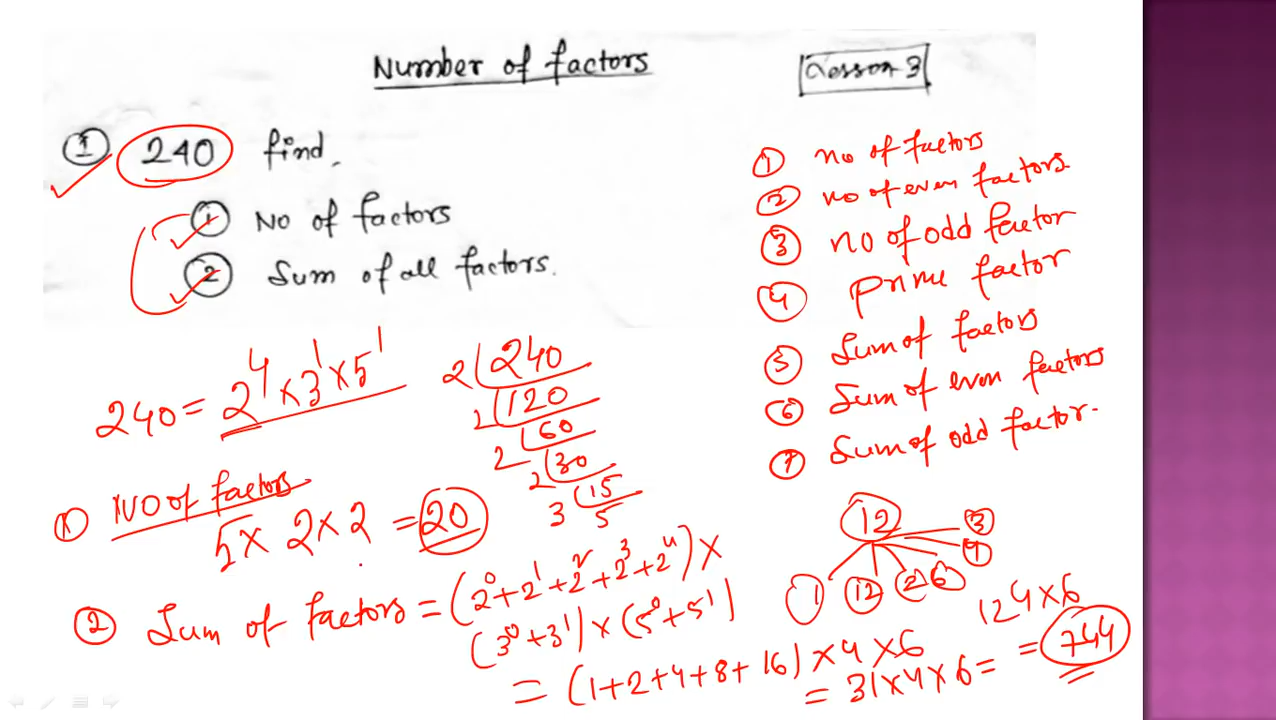 Number of factors
Lesson 3
① 240 find.
① No of factors
② Sum of all factors.
① no of factors
② no of even factors.
③ no of odd factor
④ prime factor
⑤ Sum of factors
⑥ Sum of even factors
⑦ Sum of odd factor.
240 = 2⁴ × 3¹ × 5¹
2 240
2 120
2 60
2 30
3 15
5
① No of factors
5 × 2 × 2 = 20
② Sum of factors = (2⁰ + 2¹ + 2² + 2³ + 2⁴) ×
(3⁰ + 3¹) × (5⁰ + 5¹)
= (1+2+4+8+16) × 4 × 6
= 31 × 4 × 6 =
124 × 6
= 744
12
1 12 2 6 4 3